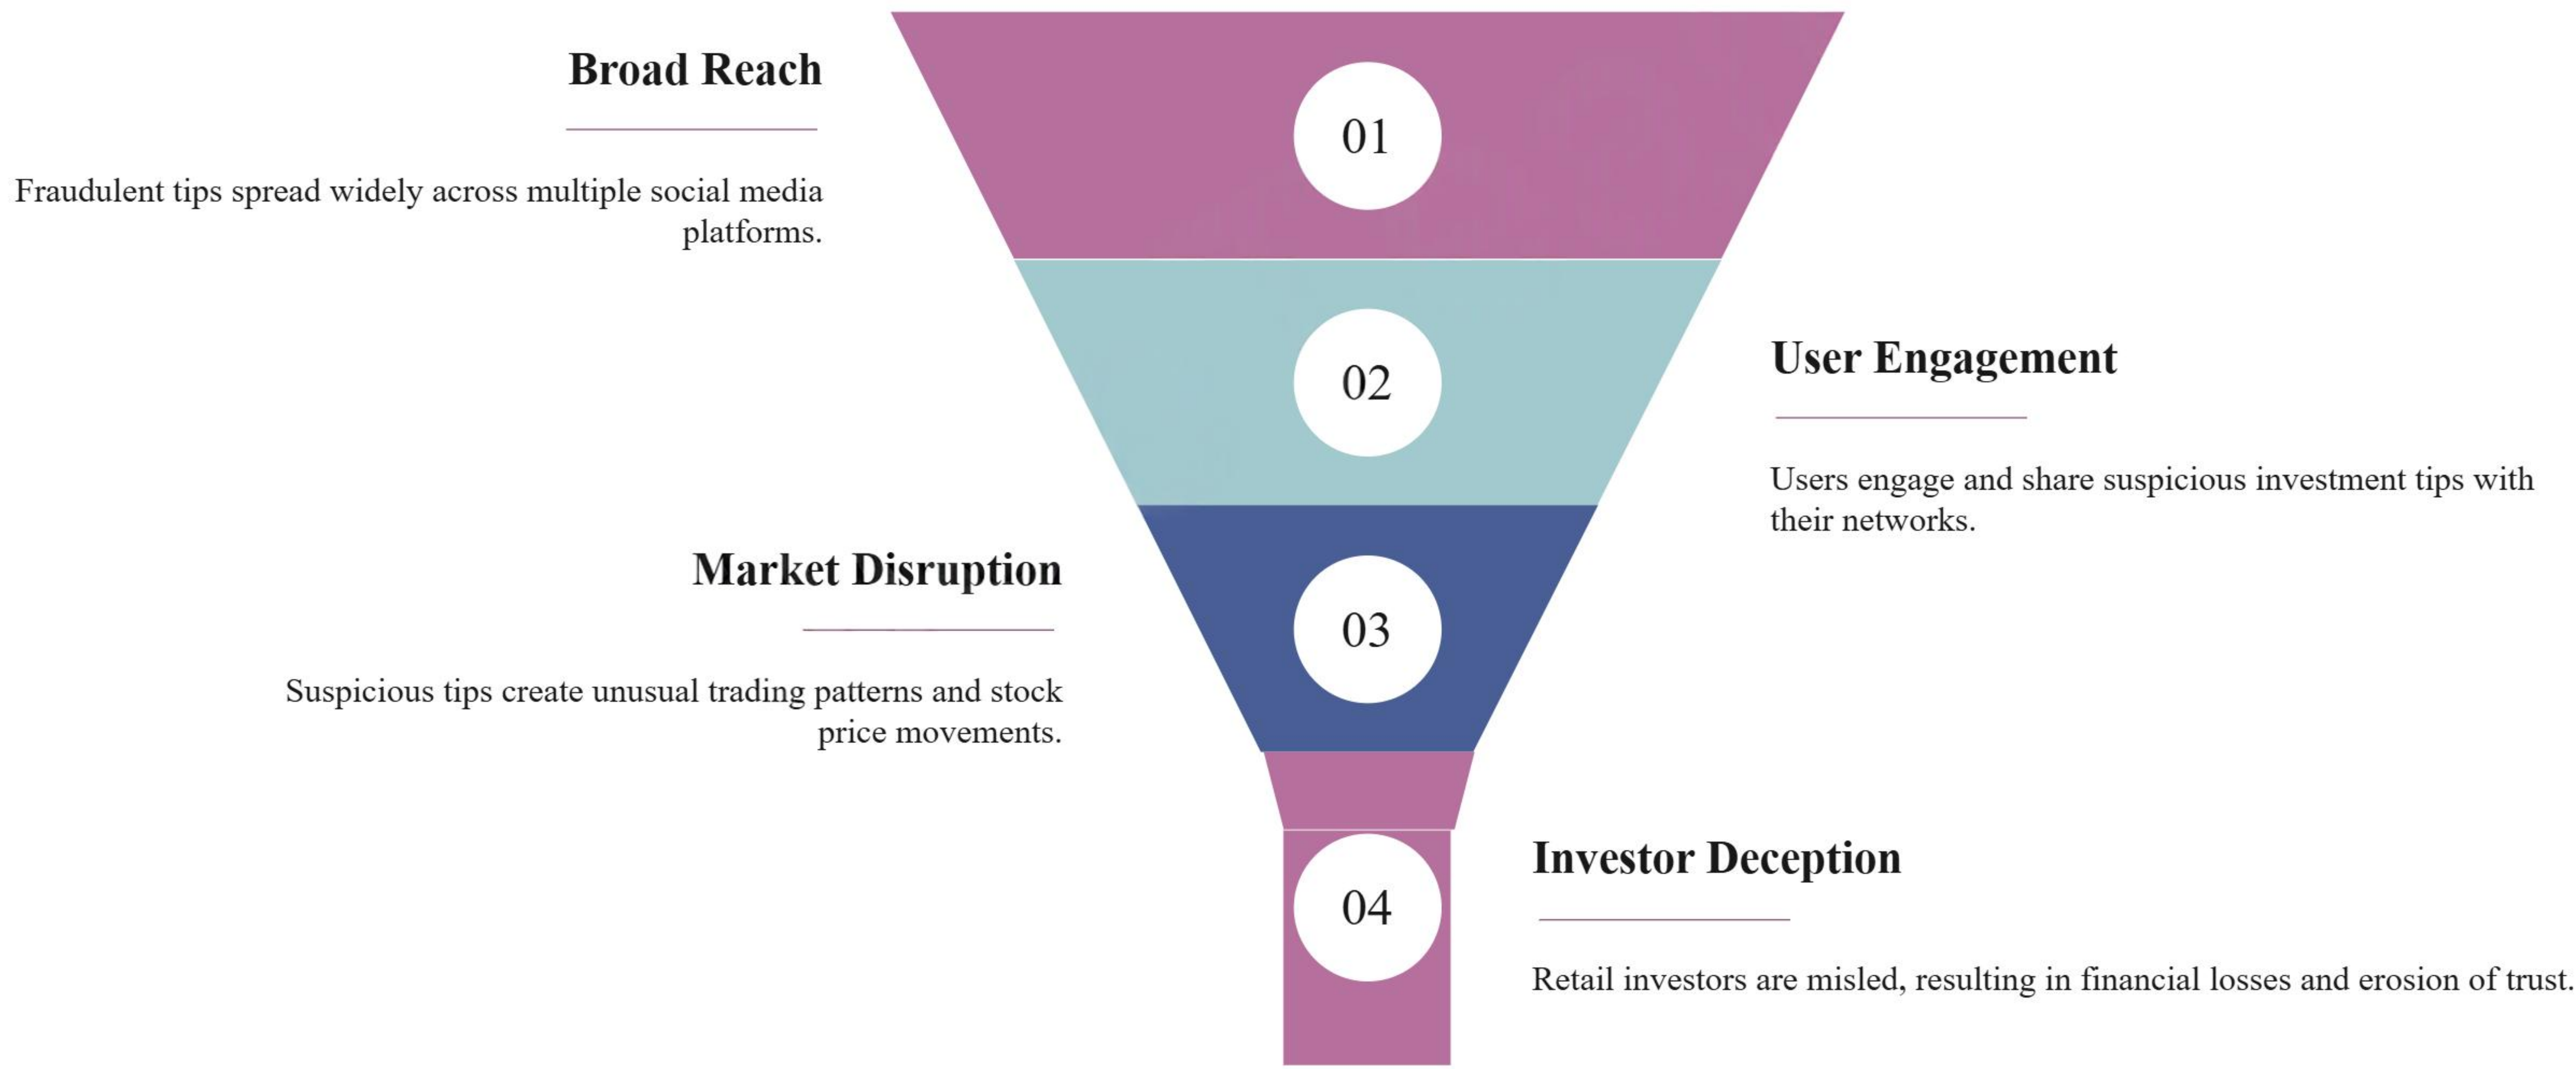 Broad Reach
Fraudulent tips spread widely across multiple social media
platforms.
01
02
User Engagement
Users engage and share suspicious investment tips with
their networks.
Market Disruption
Suspicious tips create unusual trading patterns and stock
price movements.
03
04
Investor Deception
Retail investors are misled, resulting in financial losses and erosion of trust.